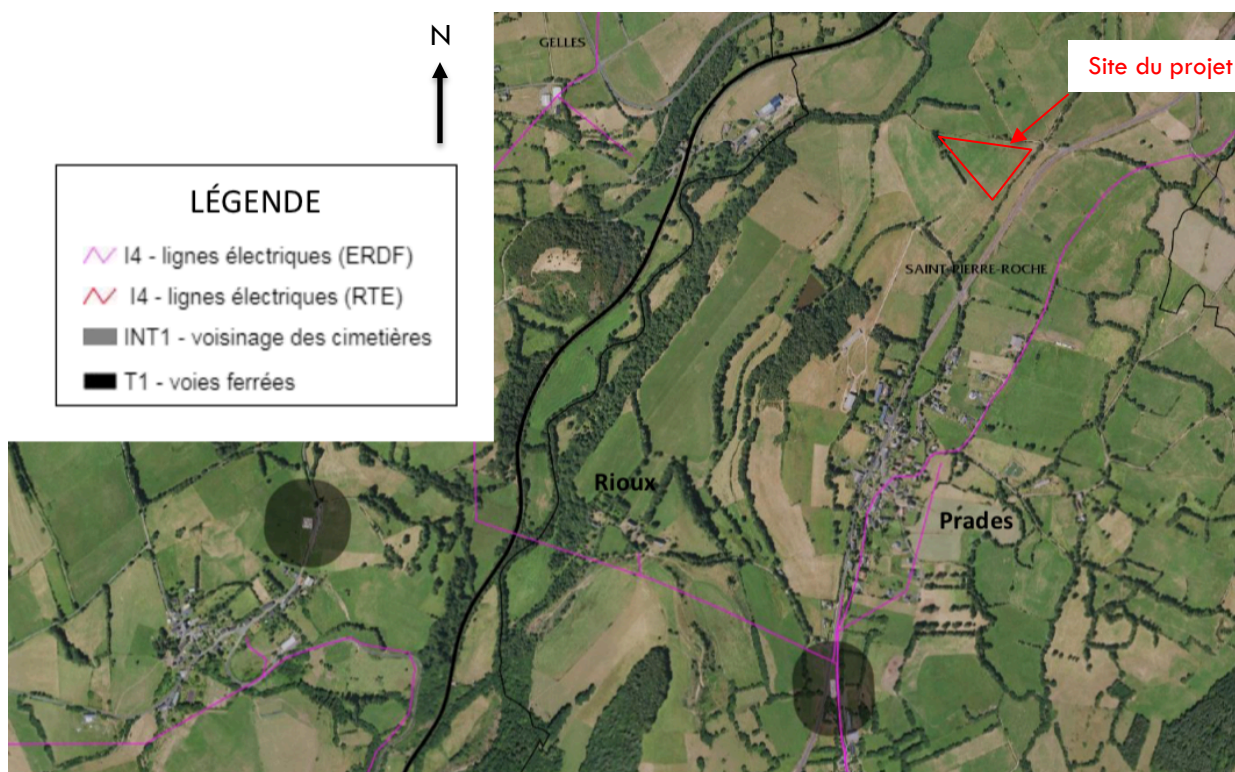 N
GELLES
Site du projet
LÉGENDE
I4 - lignes électriques (ERDF)
I4 - lignes électriques (RTE)
INT1 - voisinage des cimetières
T1 - voies ferrées
SAINT-PIERRE-ROCHE
Rioux
Prades